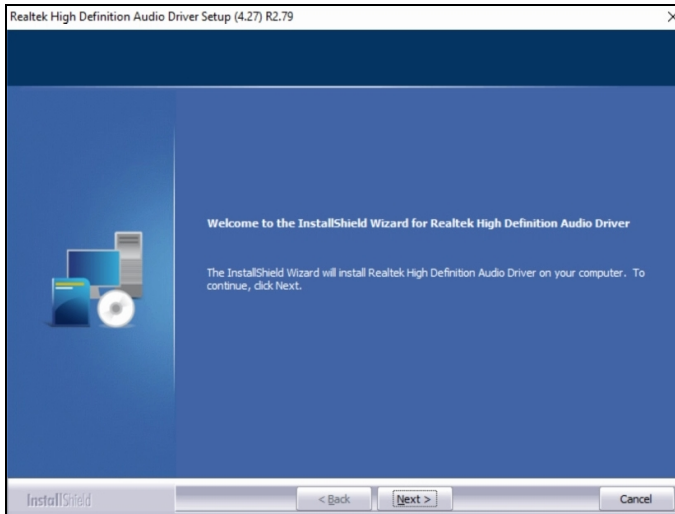 Realtek High Definition Audio Driver Setup (4.27) R2.79
Welcome to the InstallShield Wizard for Realtek High Definition Audio Driver
The InstallShield Wizard will install Realtek High Definition Audio Driver on your computer. To
continue, click Next.
InstallShield
< Back
Next >
Cancel